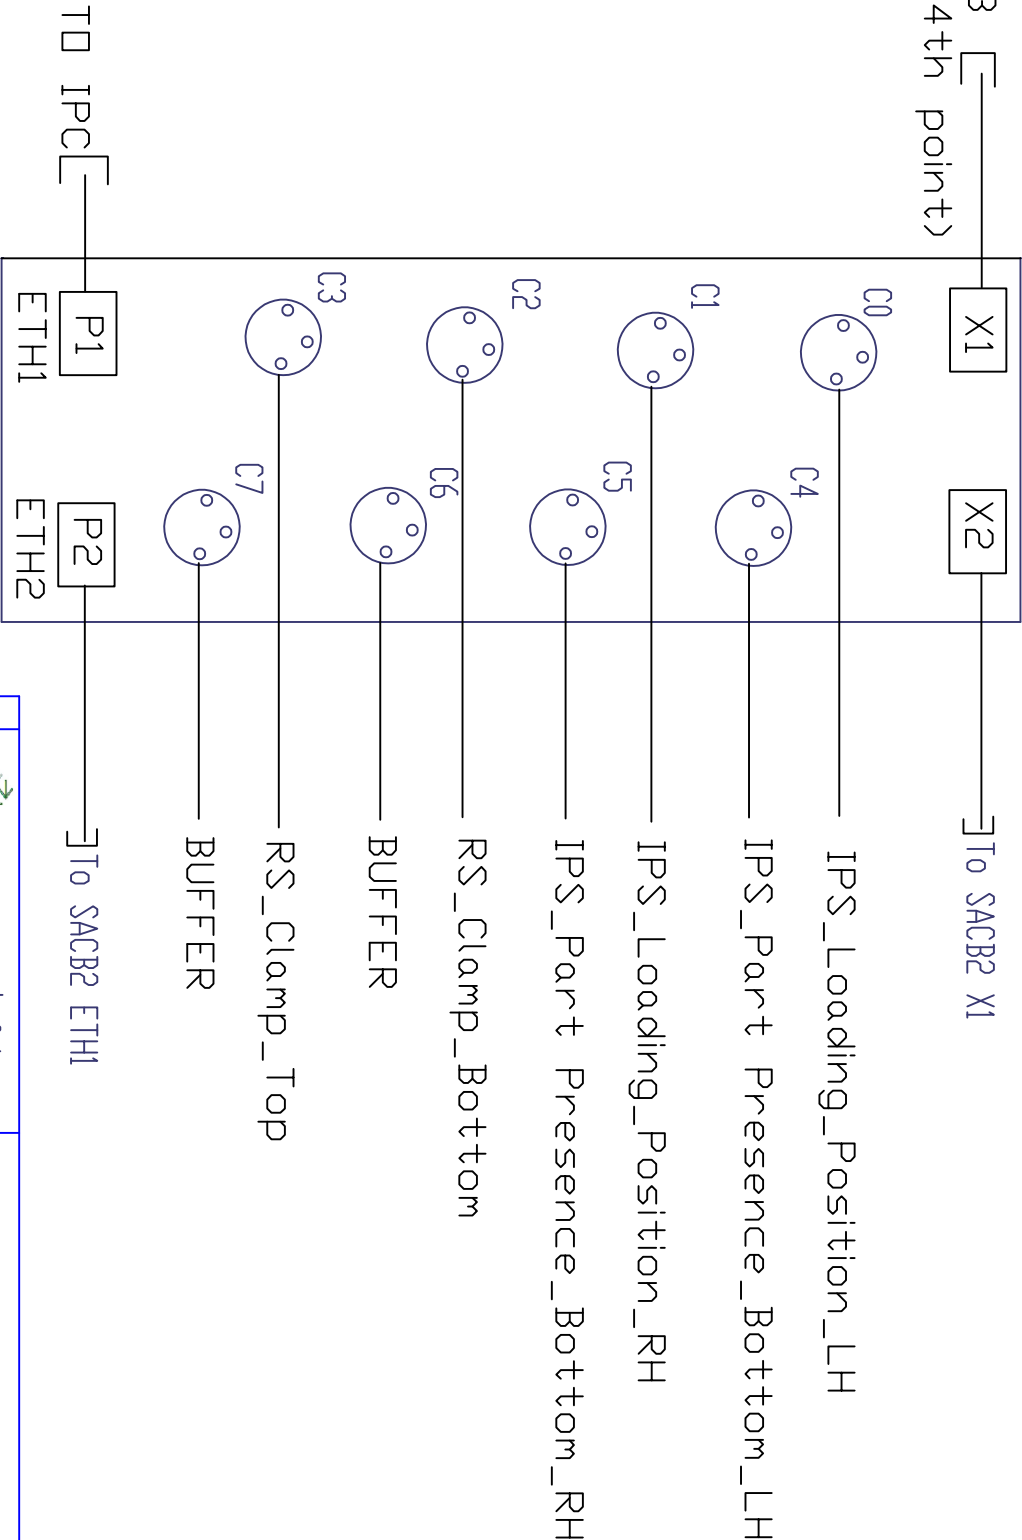 3
4th point)
X1
X2
To SACB2 X1
C0
IPS_Loading_Position_LH
C4
IPS_Part Presence_Bottom_LH
C1
IPS_Loading_Position_RH
C5
IPS_Part Presence_Bottom_RH
C2
RS_Clamp_Bottom
C6
BUFFER
C3
RS_Clamp_Top
C7
BUFFER
TO IPC
P1
ETH1
P2
ETH2
To SACB2 ETH1